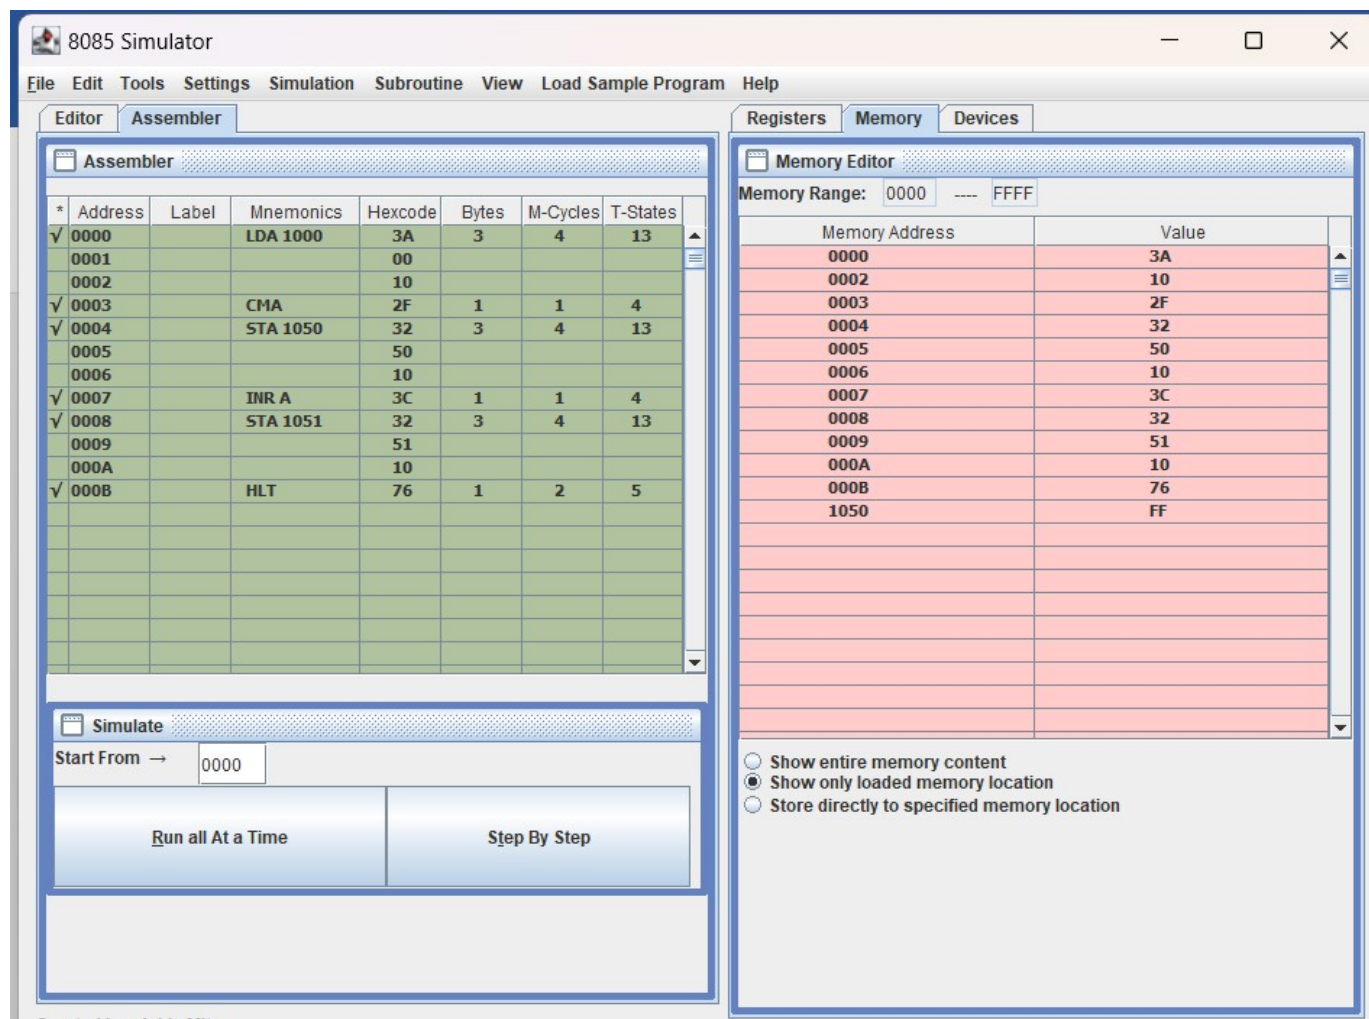 8085 Simulator
File Edit Tools Settings Simulation Subroutine View Load Sample Program Help
Editor Assembler
Assembler
* Address Label Mnemonics Hexcode Bytes M-Cycles T-States
√ 0000 LDA 1000 3A 3 4 13
0001 00
0002 10
√ 0003 CMA 2F 1 1 4
√ 0004 STA 1050 32 3 4 13
0005 50
0006 10
√ 0007 INR A 3C 1 1 4
√ 0008 STA 1051 32 3 4 13
0009 51
000A 10
√ 000B HLT 76 1 2 5
Simulate
Start From → 0000
Run all At a Time Step By Step
Registers Memory Devices
Memory Editor
Memory Range: 0000 ---- FFFF
Memory Address Value
0000 3A
0002 10
0003 2F
0004 32
0005 50
0006 10
0007 3C
0008 32
0009 51
000A 10
000B 76
1050 FF
Show entire memory content
Show only loaded memory location
Store directly to specified memory location